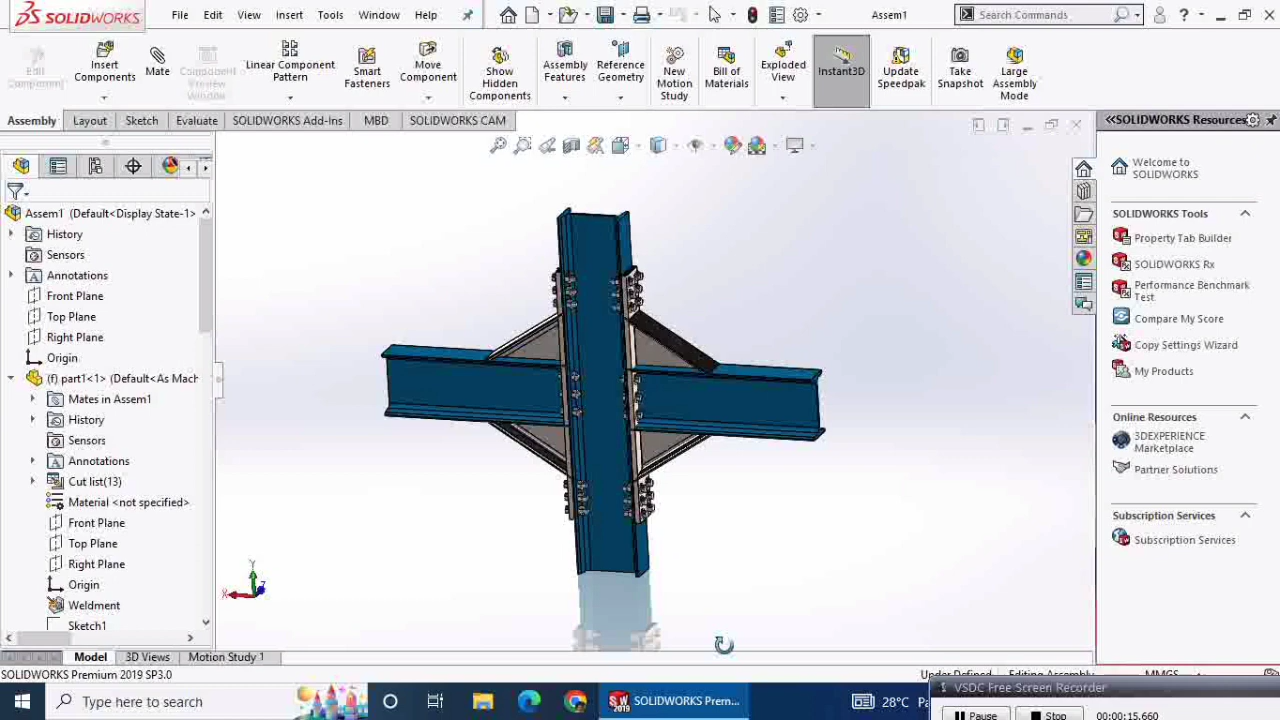 SOLIDWORKS File Edit View Insert Tools Window Help Assem1 Search Commands ?
Edit Component
Insert Components
Mate
Component Preview Window
Linear Component Pattern
Smart Fasteners
Move Component
Show Hidden Components
Assembly Features
Reference Geometry
New Motion Study
Bill of Materials
Exploded View
Instant3D
Update Speedpak
Take Snapshot
Large Assembly Mode
Assembly Layout Sketch Evaluate SOLIDWORKS Add-Ins MBD SOLIDWORKS CAM
Assem1 (Default<Display State-1>
History
Sensors
Annotations
Front Plane
Top Plane
Right Plane
Origin
(f) part1<1> (Default<As Mach
Mates in Assem1
History
Sensors
Annotations
Cut list(13)
Material <not specified>
Front Plane
Top Plane
Right Plane
Origin
Weldment
Sketch1
Y
X
Z
SOLIDWORKS Resources
Welcome to
SOLIDWORKS
SOLIDWORKS Tools
Property Tab Builder
SOLIDWORKS Rx
Performance Benchmark
Test
Compare My Score
Copy Settings Wizard
My Products
Online Resources
3DEXPERIENCE
Marketplace
Partner Solutions
Subscription Services
Subscription Services
Model 3D Views Motion Study 1
SOLIDWORKS Premium 2019 SP3.0 Under Defined Editing Assembly MMGS
Type here to search
SOLIDWORKS Prem...
28°C
VSDC Free Screen Recorder
Pause Stop 00:00:15.660